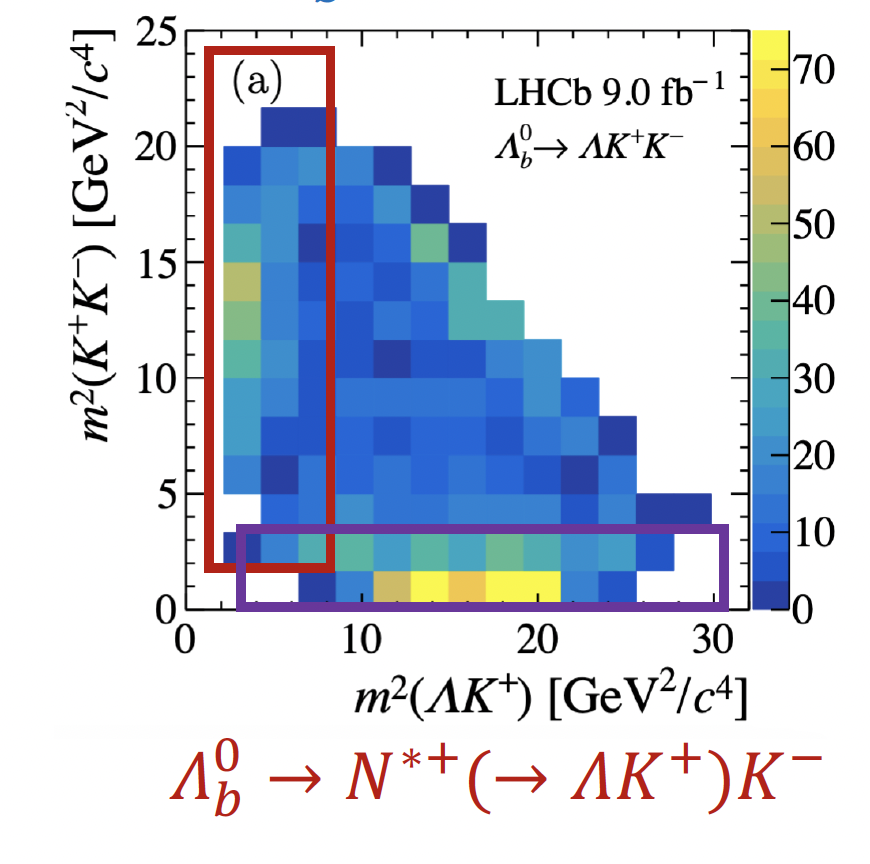 25
(a)
LHCb 9.0 fb⁻¹
Λ_b^0 → ΛK⁺K⁻
20
15
10
5
0
m²(K⁺K⁻) [GeV²/c⁴]
0 10 20 30
m²(ΛK⁺) [GeV²/c⁴]
70
60
50
40
30
20
10
0
Λ_b^0 → N*⁺(→ ΛK⁺)K⁻